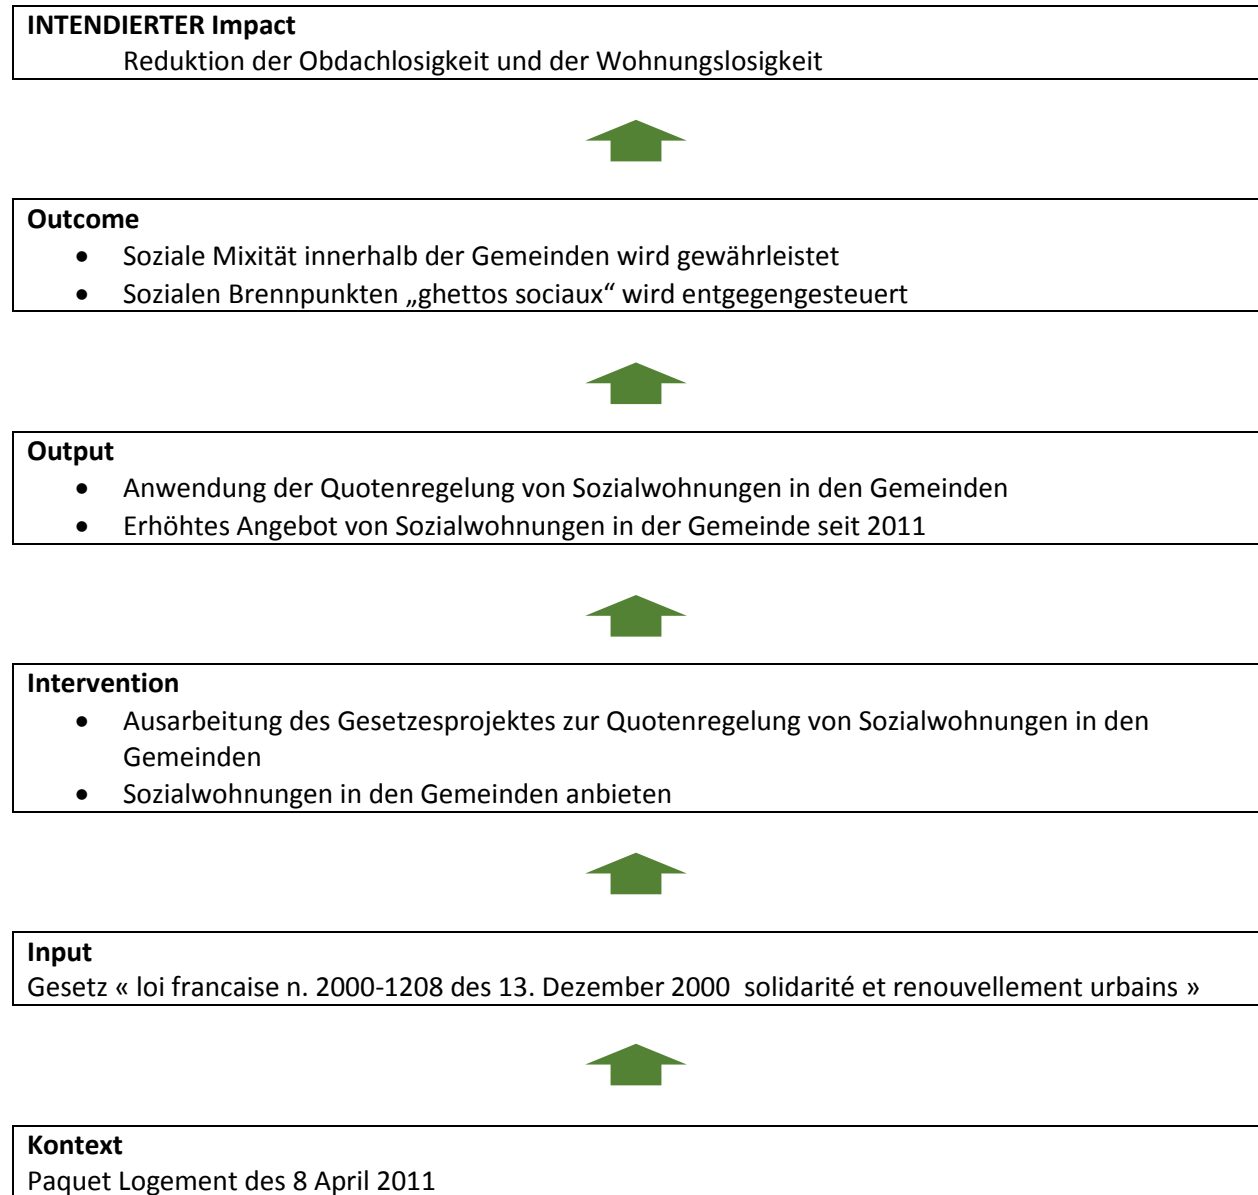 INTENDIERTER Impact
Reduktion der Obdachlosigkeit und der Wohnungslosigkeit
Outcome
• Soziale Mixität innerhalb der Gemeinden wird gewährleistet
• Sozialen Brennpunkten „ghettos sociaux“ wird entgegengesteuert
Output
• Anwendung der Quotenregelung von Sozialwohnungen in den Gemeinden
• Erhöhtes Angebot von Sozialwohnungen in der Gemeinde seit 2011
Intervention
• Ausarbeitung des Gesetzesprojektes zur Quotenregelung von Sozialwohnungen in den
Gemeinden
• Sozialwohnungen in den Gemeinden anbieten
Input
Gesetz « loi francaise n. 2000-1208 des 13. Dezember 2000  solidarité et renouvellement urbains »
Kontext
Paquet Logement des 8 April 2011